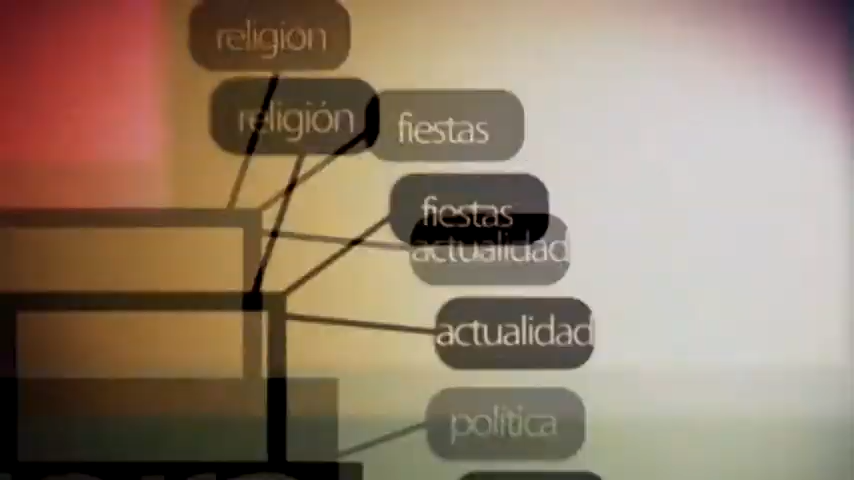 religión
religión
fiestas
fiestas
actualidad
actualidad
política